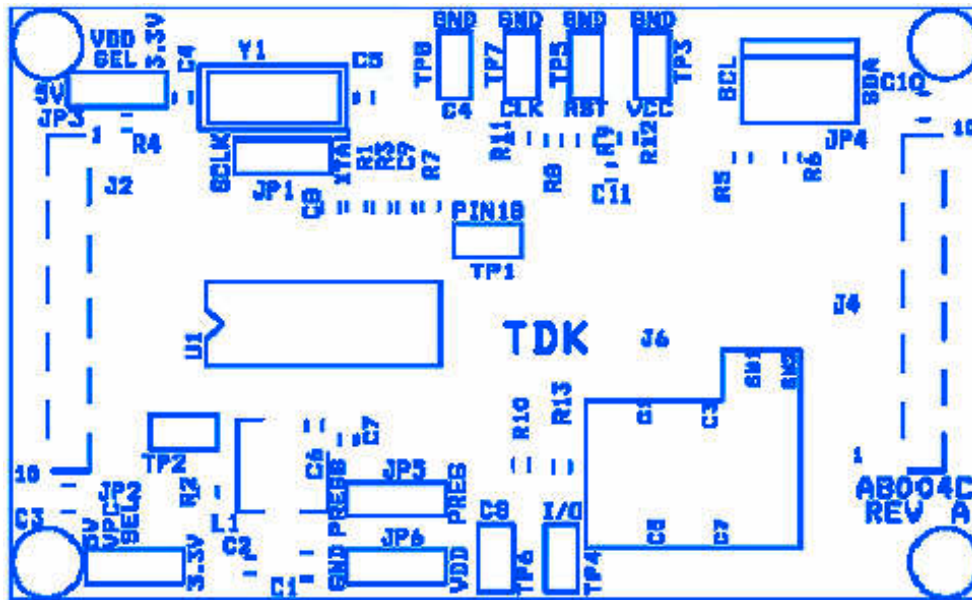 VDD
SEL
3.3V
5V
JP3
C4
Y1
C5
GND
GND
GND
GND
TP8
TP7
TP5
TP3
C4
CLK
RST
VCC
SCL
SDA
C10
JP4
10
1
R4
J2
SCLK
JP1
XTAL
R1
R3
C9
R7
R11
R8
R9
R12
C11
R5
R6
C8
PIN18
TP1
U1
TDK
J6
J4
SW1
SW2
R10
R13
C1
C3
TP2
C6
C7
10
JP2
R2
C3
5V
VPC
SEL
3.3V
L1
C2
C1
PRESB
JP5
PRES
GND
JP6
VDD
C8
TP6
I/O
TP4
C5
C7
1
AB004C
REV A